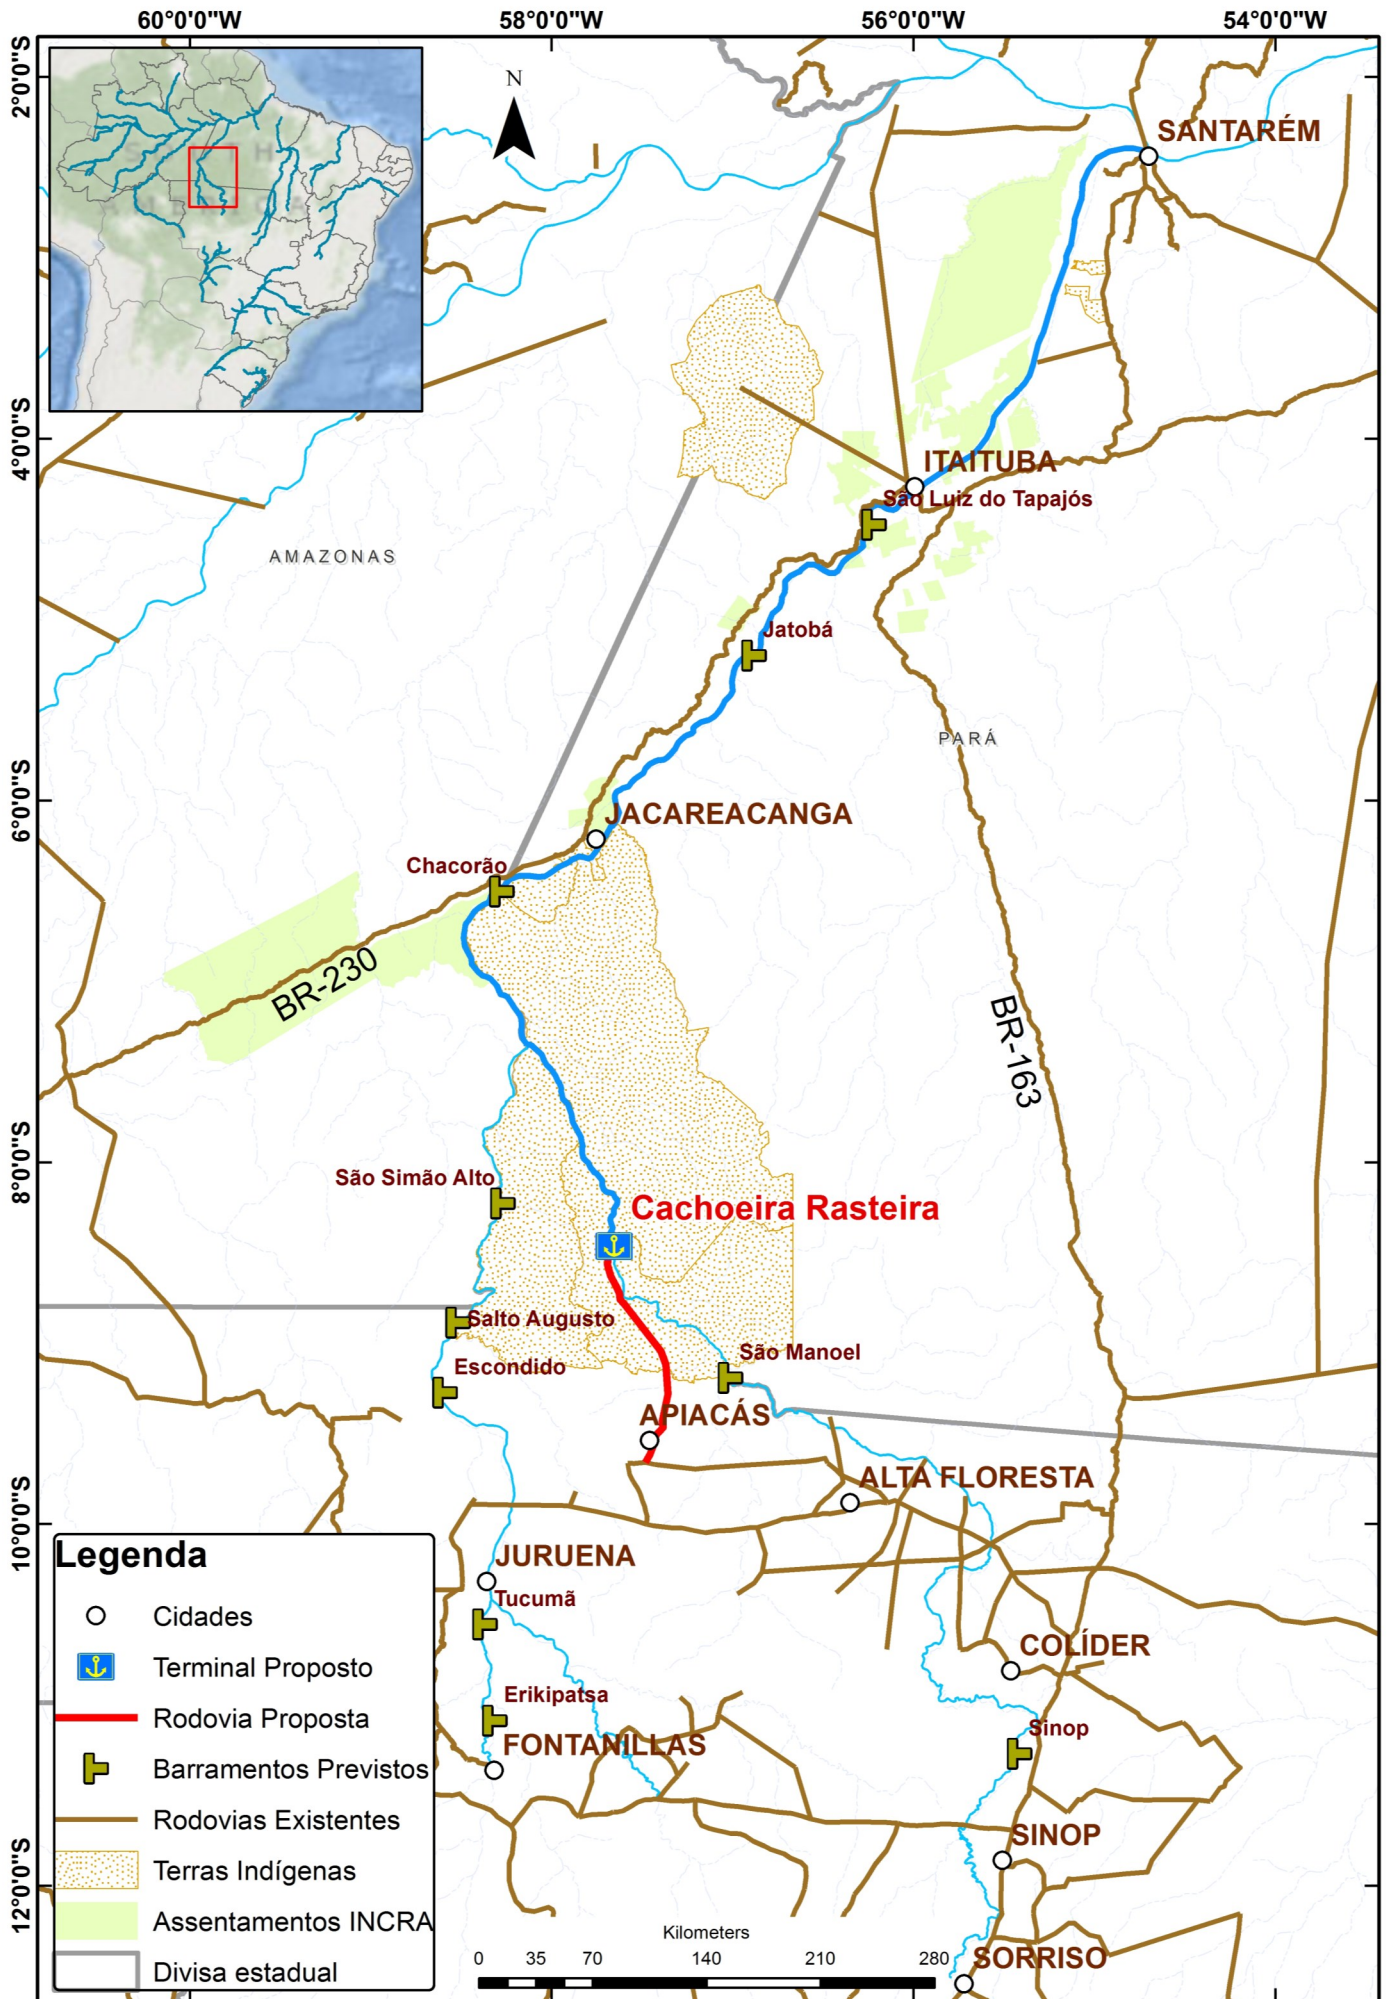 60°0'0"W 58°0'0"W 56°0'0"W 54°0'0"W
2°0'0"S
4°0'0"S
6°0'0"S
8°0'0"S
10°0'0"S
12°0'0"S
N
SANTARÉM
ITAITUBA
São Luiz do Tapajós
AMAZONAS
Jatobá
PARÁ
JACAREACANGA
Chacorão
BR-230
BR-163
São Simão Alto
Cachoeira Rasteira
Salto Augusto
São Manoel
Escondido
APIACÁS
ALTA FLORESTA
JURUENA
Tucumã
COLÍDER
Erikipatsa
Sinop
FONTANILLAS
SINOP
SORRISO
Legenda
Cidades
Terminal Proposto
Rodovia Proposta
Barramentos Previstos
Rodovias Existentes
Terras Indígenas
Assentamentos INCRA
Divisa estadual
Kilometers
0 35 70 140 210 280